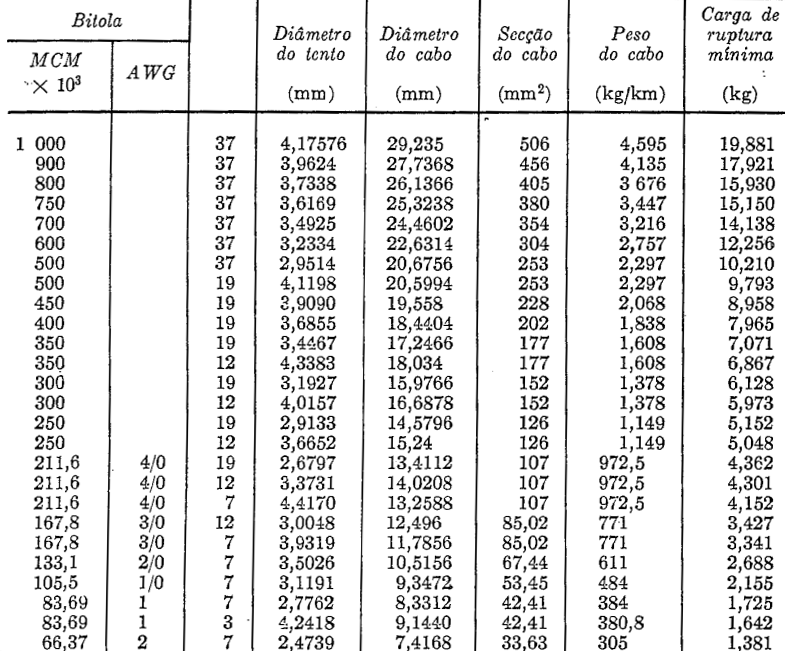 Bitola Diâmetro do tento (mm) Diâmetro do cabo (mm) Secção do cabo (mm²) Peso do cabo (kg/km) Carga de ruptura mínima (kg)
MCM × 10³ AWG
1 000 37 4,17576 29,235 506 4,595 19,881
900 37 3,9624 27,7368 456 4,135 17,921
800 37 3,7338 26,1366 405 3 676 15,930
750 37 3,6169 25,3238 380 3,447 15,150
700 37 3,4925 24,4602 354 3,216 14,138
600 37 3,2334 22,6314 304 2,757 12,256
500 37 2,9514 20,6756 253 2,297 10,210
500 19 4,1198 20,5994 253 2,297 9,793
450 19 3,9090 19,558 228 2,068 8,958
400 19 3,6855 18,4404 202 1,838 7,965
350 19 3,4467 17,2466 177 1,608 7,071
350 12 4,3383 18,034 177 1,608 6,867
300 19 3,1927 15,9766 152 1,378 6,128
300 12 4,0157 16,6878 152 1,378 5,973
250 19 2,9133 14,5796 126 1,149 5,152
250 12 3,6652 15,24 126 1,149 5,048
211,6 4/0 19 2,6797 13,4112 107 972,5 4,362
211,6 4/0 12 3,3731 14,0208 107 972,5 4,301
211,6 4/0 7 4,4170 13,2588 107 972,5 4,152
167,8 3/0 12 3,0048 12,496 85,02 771 3,427
167,8 3/0 7 3,9319 11,7856 85,02 771 3,341
133,1 2/0 7 3,5026 10,5156 67,44 611 2,688
105,5 1/0 7 3,1191 9,3472 53,45 484 2,155
83,69 1 7 2,7762 8,3312 42,41 384 1,725
83,69 1 3 4,2418 9,1440 42,41 380,8 1,642
66,37 2 7 2,4739 7,4168 33,63 305 1,381